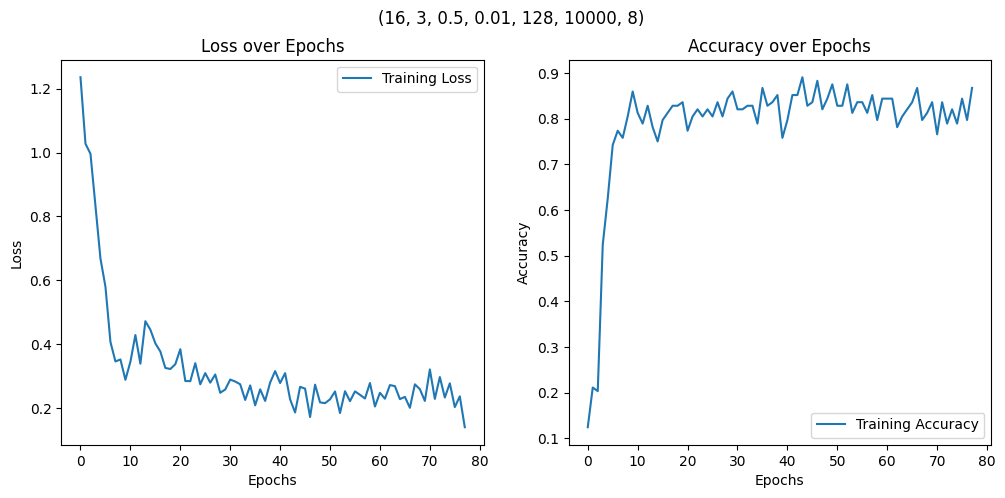 (16, 3, 0.5, 0.01, 128, 10000, 8)
Loss over Epochs
Training Loss
1.2
1.0
0.8
0.6
0.4
0.2
Loss
0 10 20 30 40 50 60 70 80
Epochs
Accuracy over Epochs
0.9
0.8
0.7
0.6
0.5
0.4
0.3
0.2
0.1
Accuracy
Training Accuracy
0 10 20 30 40 50 60 70 80
Epochs